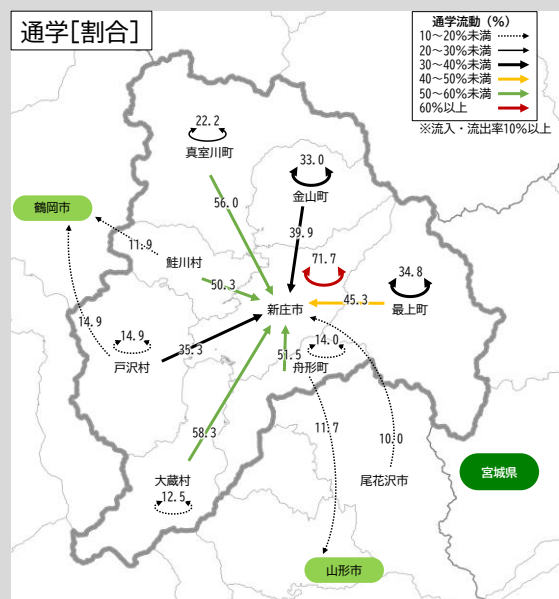 通学[割合]
通学流動（%）
10～20%未満
20～30%未満
30～40%未満
40～50%未満
50～60%未満
60%以上
※流入・流出率10%以上
22.2
真室川町
33.0
金山町
56.0
39.9
鶴岡市
11.9
鮭川村
50.3
71.7
34.8
新庄市
45.3
最上町
14.9
14.9
戸沢村
35.3
51.5
14.0
舟形町
58.3
11.7
10.0
大蔵村
12.5
尾花沢市
宮城県
山形市